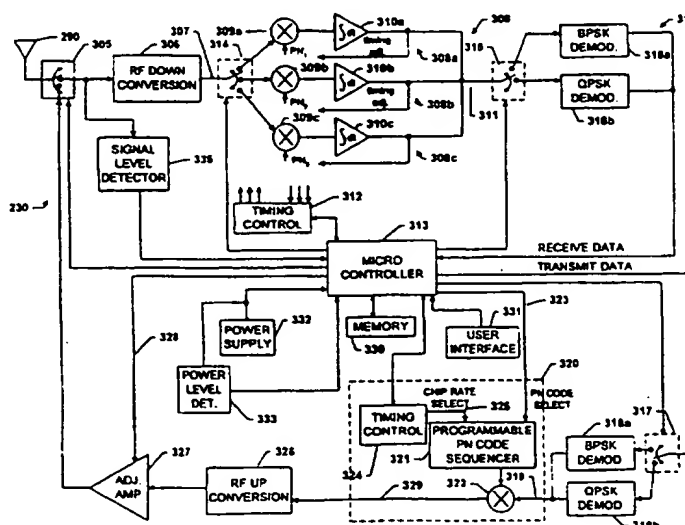 290
305
306
307
314
309a
310a
308
315
RF DOWN
CONVERSION
PN₁
308a
309b
310b
PN₂
308b
309c
310c
308c
311
BPSK
DEMOD.
QPSK
DEMOD.
318b
SIGNAL
LEVEL
DETECTOR
335
230
TIMING
CONTROL
312
313
MICRO
CONTROLLER
RECEIVE DATA
TRANSMIT DATA
323
328
POWER
SUPPLY
332
MEMORY
330
USER
INTERFACE
331
320
POWER
LEVEL
DET.
333
CHIP RATE
SELECT
PN CODE
SELECT
317
TIMING
CONTROL
324
325
321
PROGRAMMABLE
PN CODE
SEQUENCER
BPSK
DEMOD
ADJ.
AMP
327
326
RF UP
CONVERSION
329
322
319
QPSK
DEMOD